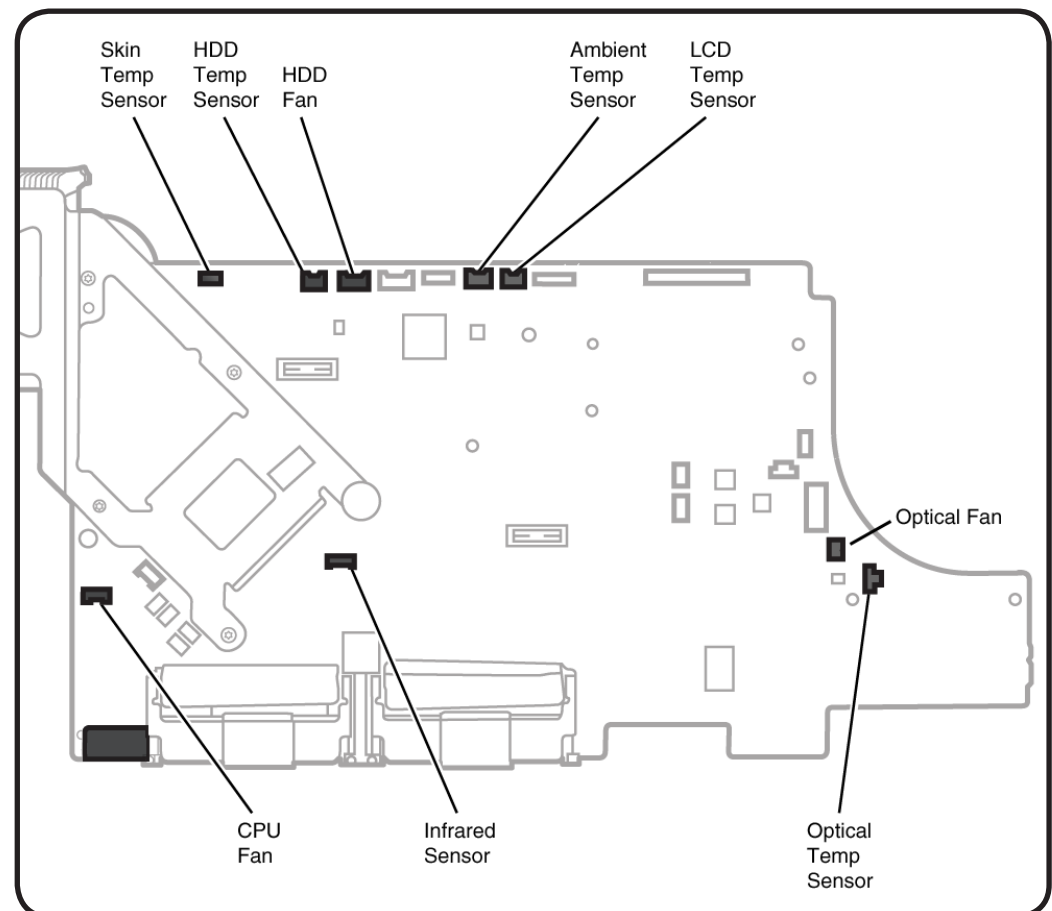 Skin
Temp
Sensor
HDD
Temp
Sensor
HDD
Fan
Ambient
Temp
Sensor
LCD
Temp
Sensor
Optical Fan
CPU
Fan
Infrared
Sensor
Optical
Temp
Sensor